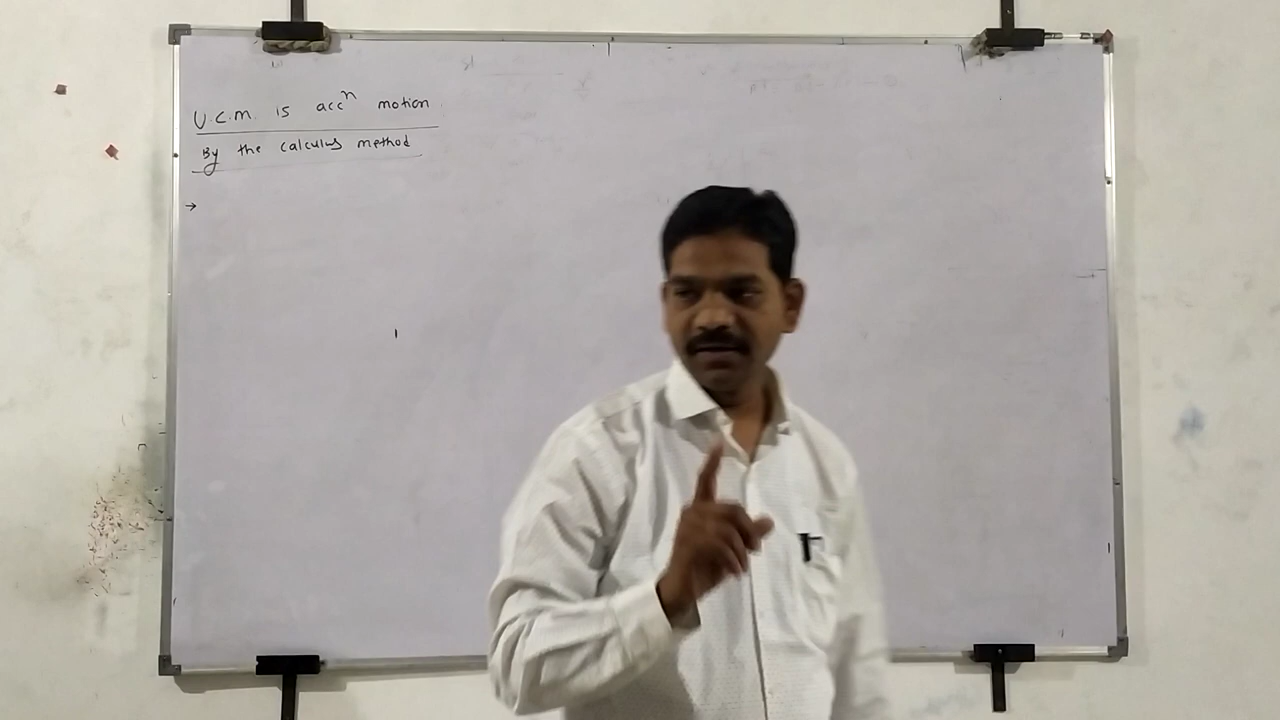 U.C.M. is accⁿ motion
By the calculus method
→